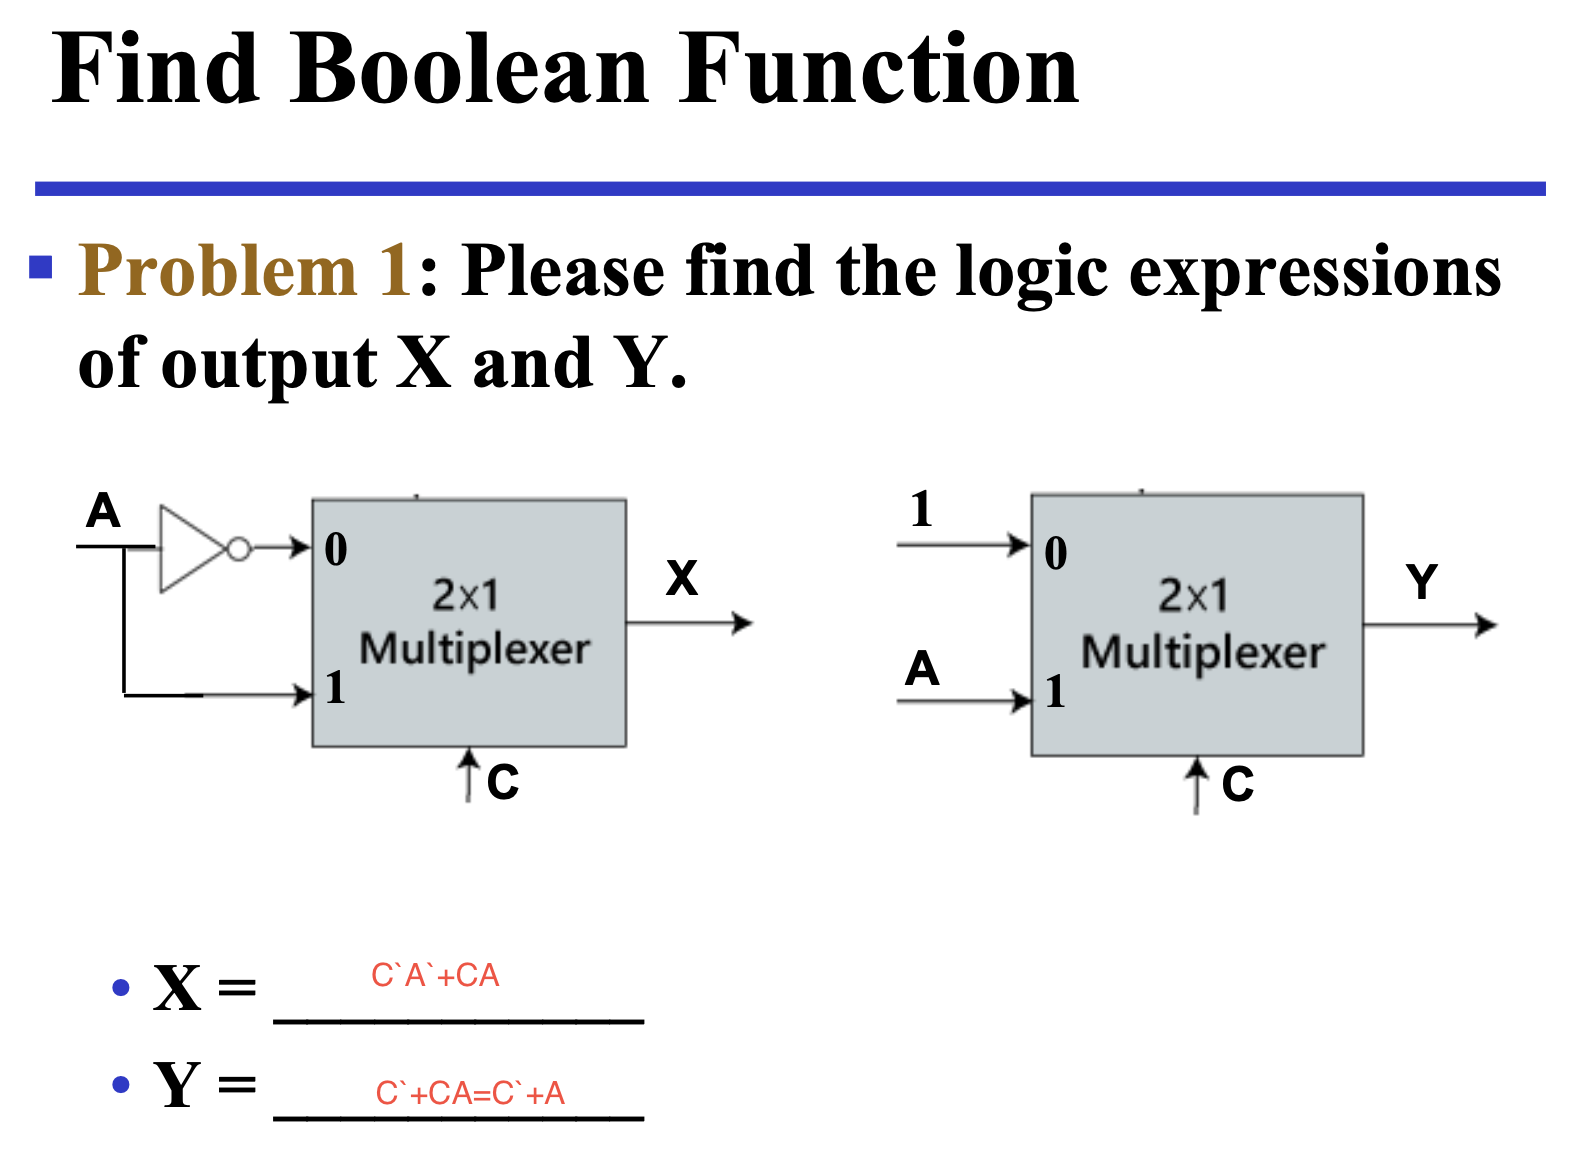 Find Boolean Function
Problem 1: Please find the logic expressions
of output X and Y.
A
0
2x1
Multiplexer
1
X
C
1
0
A
2x1
Multiplexer
1
Y
C
X = C`A`+CA
Y = C`+CA=C`+A